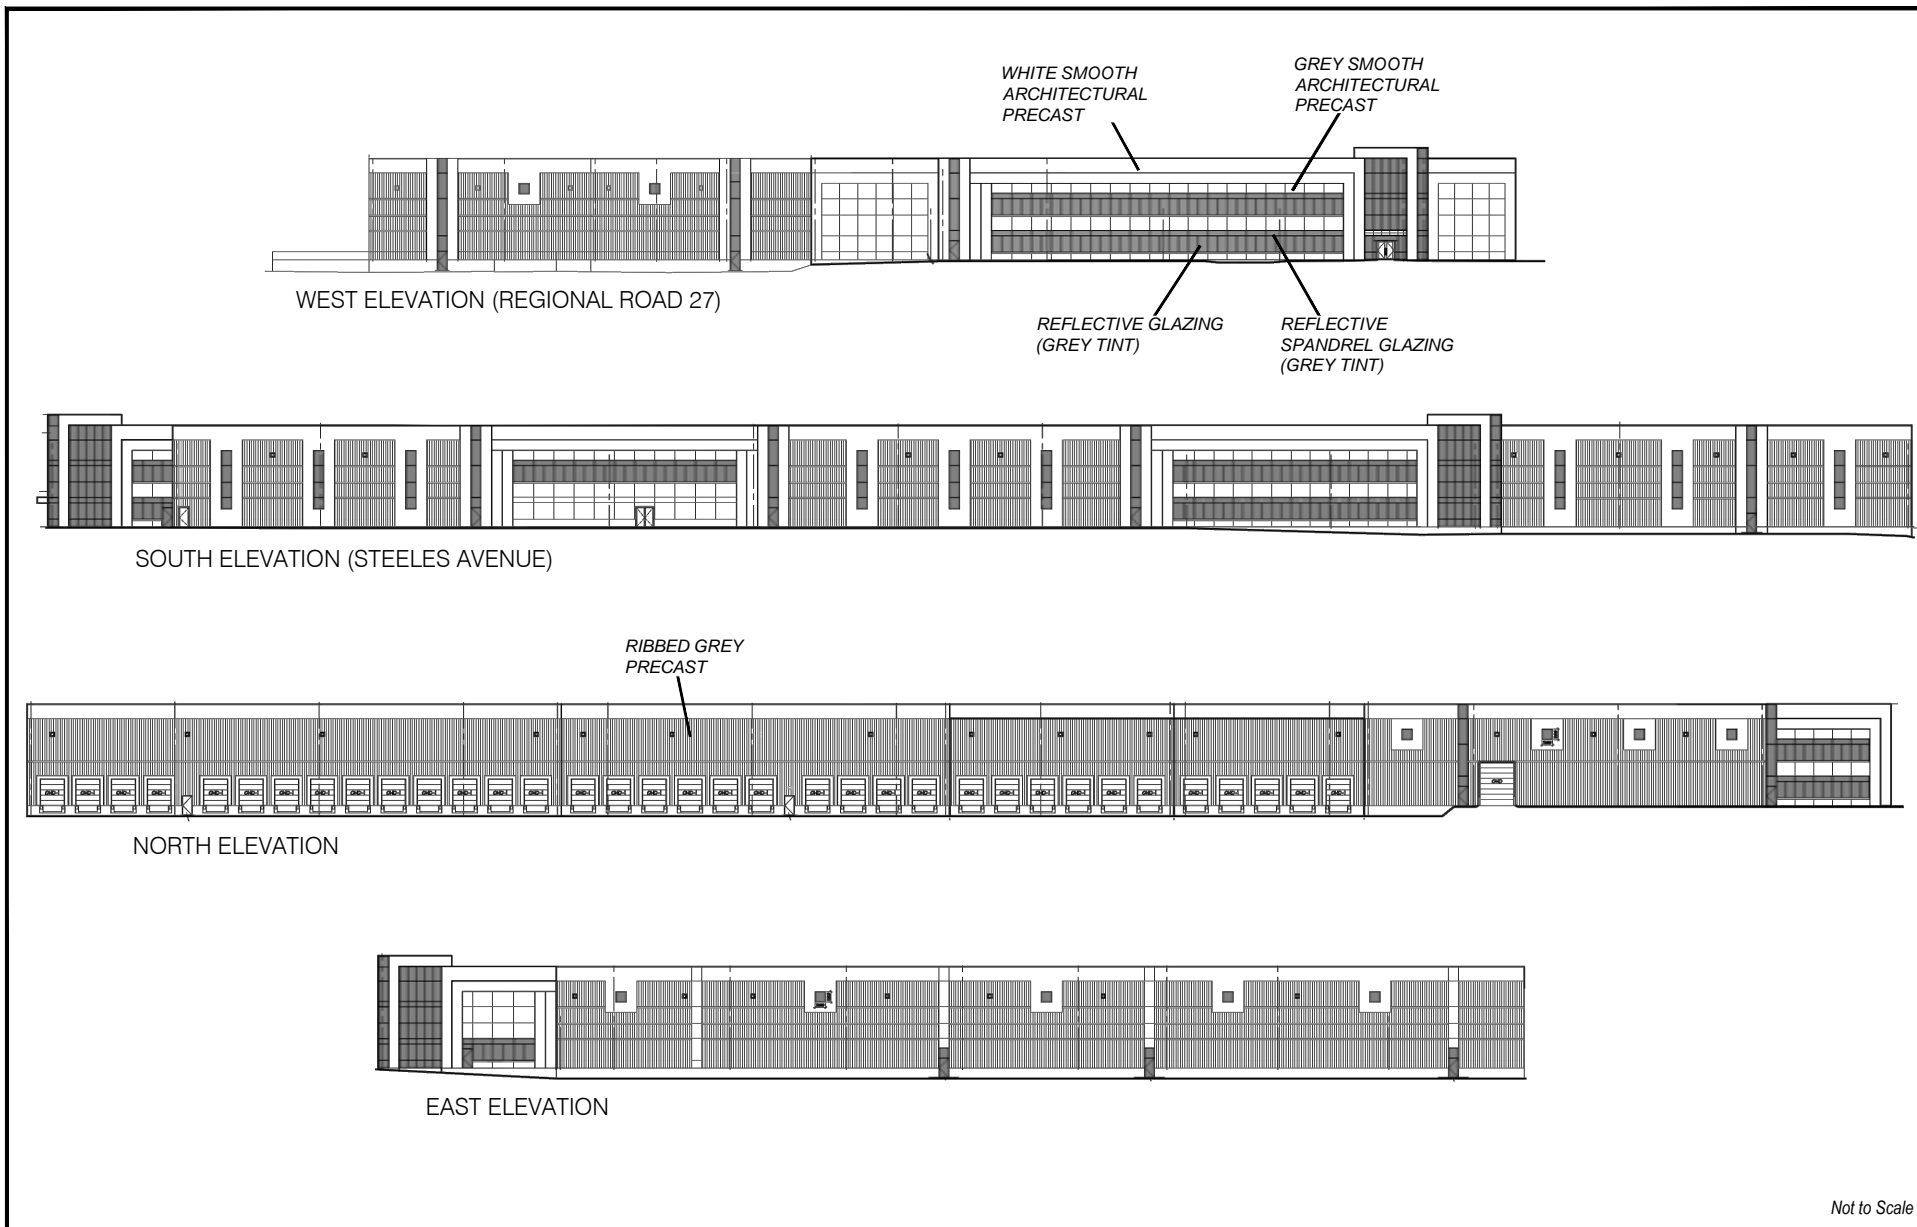 WHITE SMOOTH
ARCHITECTURAL
PRECAST
GREY SMOOTH
ARCHITECTURAL
PRECAST
WEST ELEVATION (REGIONAL ROAD 27)
REFLECTIVE GLAZING
(GREY TINT)
REFLECTIVE
SPANDREL GLAZING
(GREY TINT)
SOUTH ELEVATION (STEELES AVENUE)
RIBBED GREY
PRECAST
NORTH ELEVATION
EAST ELEVATION
Not to Scale